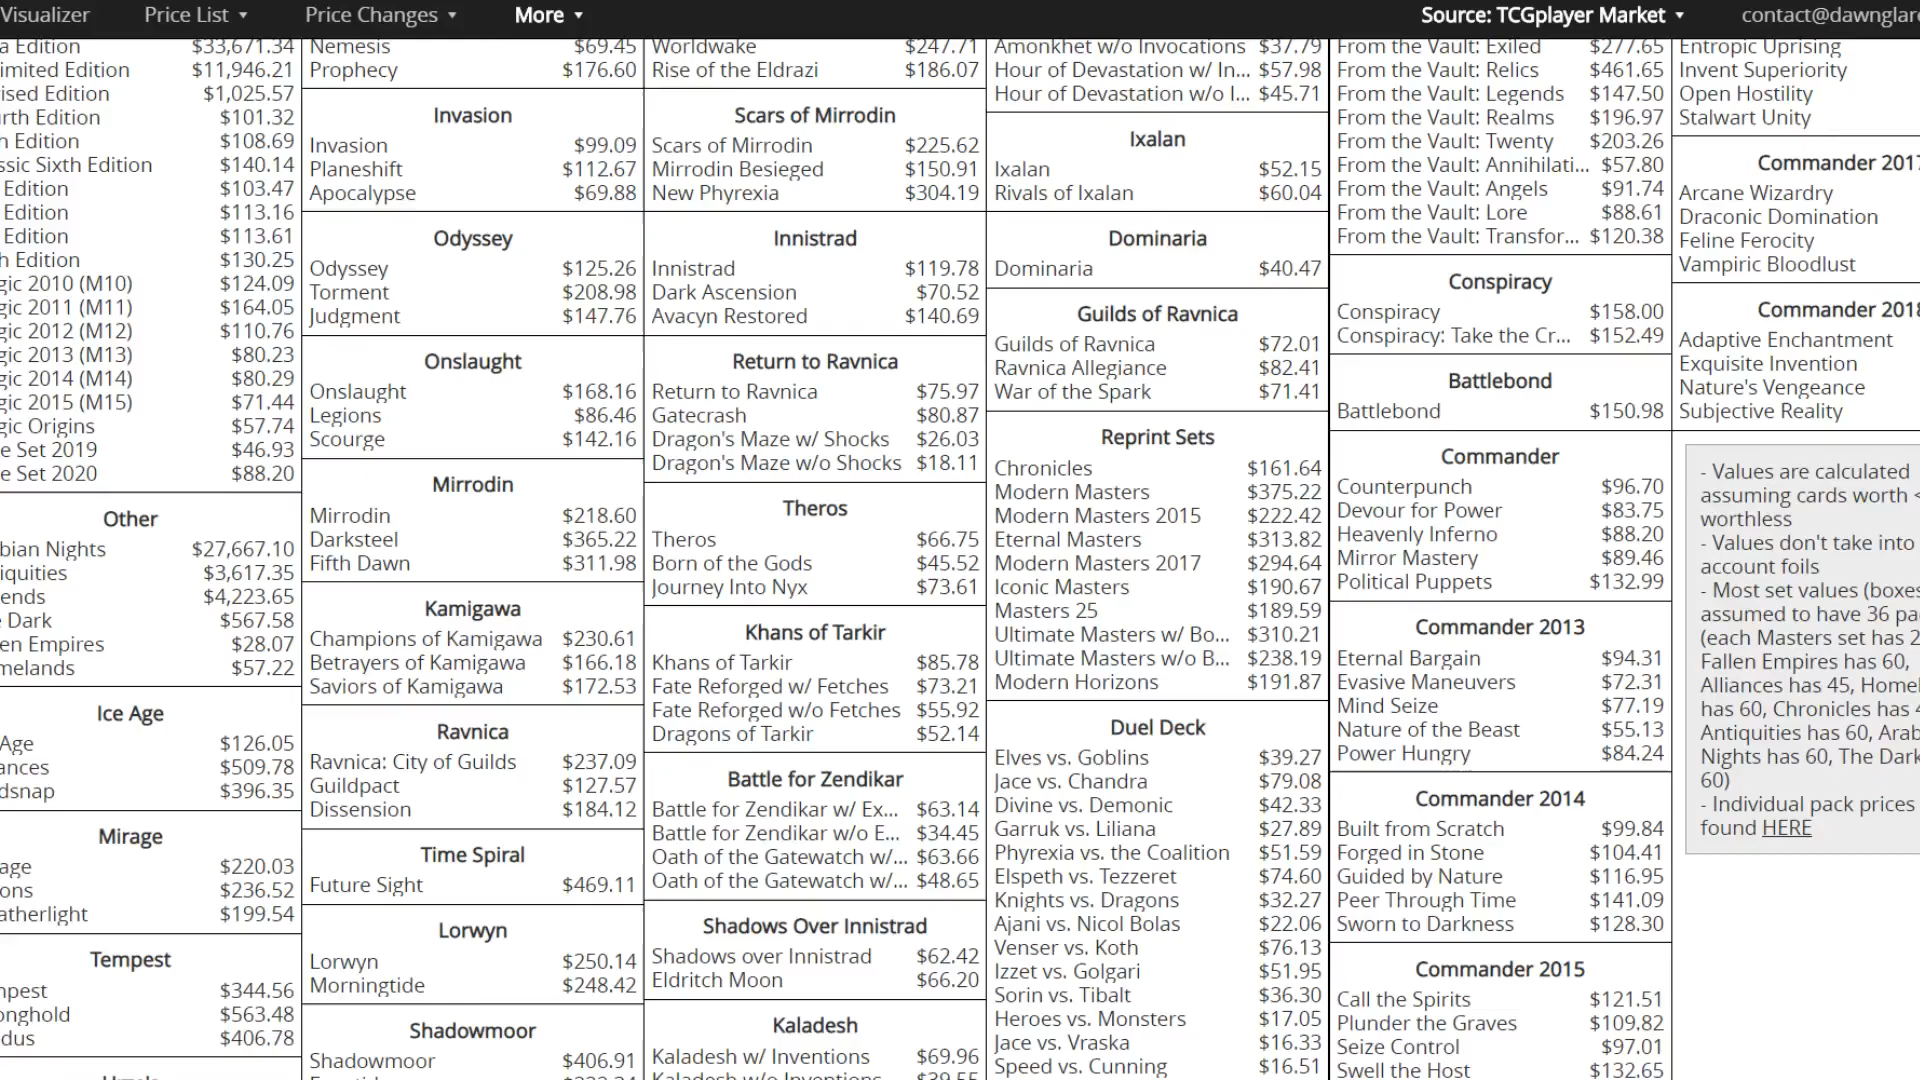 Visualizer
Price List
Price Changes
More
Source: TCGplayer Market
contact@dawnglare
a Edition $33,671.34
imited Edition $11,946.21
ised Edition $1,025.57
urth Edition $101.32
h Edition $108.69
ssic Sixth Edition $140.14
Edition $103.47
Edition $113.16
Edition $113.61
h Edition $130.25
gic 2010 (M10) $124.09
gic 2011 (M11) $164.05
gic 2012 (M12) $110.76
gic 2013 (M13) $80.23
gic 2014 (M14) $80.29
gic 2015 (M15) $71.44
gic Origins $57.74
e Set 2019 $46.93
e Set 2020 $88.20
Other
bian Nights $27,667.10
iquities $3,617.35
ends $4,223.65
e Dark $567.58
en Empires $28.07
melands $57.22
Ice Age
Age $126.05
ances $509.78
dsnap $396.35
Mirage
age $220.03
ons $236.52
atherlight $199.54
Tempest
mpest $344.56
onghold $563.48
dus $406.78
Nemesis $69.45
Prophecy $176.60
Invasion
Invasion $99.09
Planeshift $112.67
Apocalypse $69.88
Odyssey
Odyssey $125.26
Torment $208.98
Judgment $147.76
Onslaught
Onslaught $168.16
Legions $86.46
Scourge $142.16
Mirrodin
Mirrodin $218.60
Darksteel $365.22
Fifth Dawn $311.98
Kamigawa
Champions of Kamigawa $230.61
Betrayers of Kamigawa $166.18
Saviors of Kamigawa $172.53
Ravnica
Ravnica: City of Guilds $237.09
Guildpact $127.57
Dissension $184.12
Time Spiral
Future Sight $469.11
Lorwyn
Lorwyn $250.14
Morningtide $248.42
Shadowmoor
Shadowmoor $406.91
Worldwake $247.71
Rise of the Eldrazi $186.07
Scars of Mirrodin
Scars of Mirrodin $225.62
Mirrodin Besieged $150.91
New Phyrexia $304.19
Innistrad
Innistrad $119.78
Dark Ascension $70.52
Avacyn Restored $140.69
Return to Ravnica
Return to Ravnica $75.97
Gatecrash $80.87
Dragon's Maze w/ Shocks $26.03
Dragon's Maze w/o Shocks $18.11
Theros
Theros $66.75
Born of the Gods $45.52
Journey Into Nyx $73.61
Khans of Tarkir
Khans of Tarkir $85.78
Fate Reforged w/ Fetches $73.21
Fate Reforged w/o Fetches $55.92
Dragons of Tarkir $52.14
Battle for Zendikar
Battle for Zendikar w/ Ex... $63.14
Battle for Zendikar w/o E... $34.45
Oath of the Gatewatch w/... $63.66
Oath of the Gatewatch w/... $48.65
Shadows Over Innistrad
Shadows over Innistrad $62.42
Eldritch Moon $66.20
Kaladesh
Kaladesh w/ Inventions $69.96
Kaladesh w/o Inventions $39.55
Amonkhet w/o Invocations $37.79
Hour of Devastation w/ In... $57.98
Hour of Devastation w/o I... $45.71
Ixalan
Ixalan $52.15
Rivals of Ixalan $60.04
Dominaria
Dominaria $40.47
Guilds of Ravnica
Guilds of Ravnica $72.01
Ravnica Allegiance $82.41
War of the Spark $71.41
Reprint Sets
Chronicles $161.64
Modern Masters $375.22
Modern Masters 2015 $222.42
Eternal Masters $313.82
Modern Masters 2017 $294.64
Iconic Masters $190.67
Masters 25 $189.59
Ultimate Masters w/ Bo... $310.21
Ultimate Masters w/o B... $238.19
Modern Horizons $191.87
Duel Deck
Elves vs. Goblins $39.27
Jace vs. Chandra $79.08
Divine vs. Demonic $42.33
Garruk vs. Liliana $27.89
Phyrexia vs. the Coalition $51.59
Elspeth vs. Tezzeret $74.60
Knights vs. Dragons $32.27
Ajani vs. Nicol Bolas $22.06
Venser vs. Koth $76.13
Izzet vs. Golgari $51.95
Sorin vs. Tibalt $36.30
Heroes vs. Monsters $17.05
Jace vs. Vraska $16.33
Speed vs. Cunning $16.51
From the Vault: Exiled $277.65
From the Vault: Relics $461.65
From the Vault: Legends $147.50
From the Vault: Realms $196.97
From the Vault: Twenty $203.26
From the Vault: Annihilati... $57.80
From the Vault: Angels $91.74
From the Vault: Lore $88.61
From the Vault: Transfor... $120.38
Conspiracy
Conspiracy $158.00
Conspiracy: Take the Cr... $152.49
Battlebond
Battlebond $150.98
Commander
Counterpunch $96.70
Devour for Power $83.75
Heavenly Inferno $88.20
Mirror Mastery $89.46
Political Puppets $132.99
Commander 2013
Eternal Bargain $94.31
Evasive Maneuvers $72.31
Mind Seize $77.19
Nature of the Beast $55.13
Power Hungry $84.24
Commander 2014
Built from Scratch $99.84
Forged in Stone $104.41
Guided by Nature $116.95
Peer Through Time $141.09
Sworn to Darkness $128.30
Commander 2015
Call the Spirits $121.51
Plunder the Graves $109.82
Seize Control $97.01
Swell the Host $132.65
Entropic Uprising
Invent Superiority
Open Hostility
Stalwart Unity
Commander 2017
Arcane Wizardry
Draconic Domination
Feline Ferocity
Vampiric Bloodlust
Commander 2018
Adaptive Enchantment
Exquisite Invention
Nature's Vengeance
Subjective Reality
- Values are calculated
assuming cards worth <
worthless
- Values don't take into
account foils
- Most set values (boxes
assumed to have 36 pa
(each Masters set has 2
Fallen Empires has 60,
Alliances has 45, Homel
has 60, Chronicles has 4
Antiquities has 60, Arab
Nights has 60, The Dark
60)
- Individual pack prices
found HERE